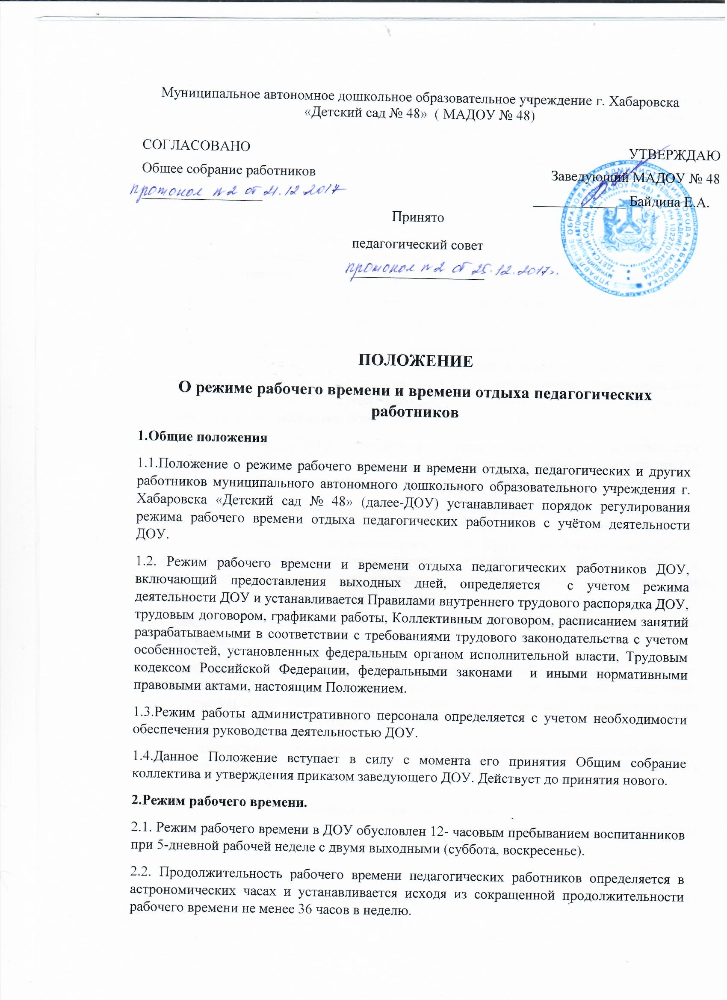 Муниципальное автономное дошкольное образовательное учреждение г. Хабаровска
«Детский сад № 48» ( МАДОУ № 48)
СОГЛАСОВАНО
УТВЕРЖДАЮ
Общее собрание работников
Заведующий МАДОУ № 48
протокол №2 от 21.12 2017
Байдина Е.А.
Принято
педагогический совет
протокол №2 от 25.12.2017г.
УПРАВЛЕНИЕ ОБРАЗОВАНИЯ АДМИНИСТРАЦИИ ГОРОДА ХАБАРОВСКА
"ДЕТСКИЙ САД № 48" (МАДОУ № 48)
ОГРН 1022701404516
ПОЛОЖЕНИЕ
О режиме рабочего времени и времени отдыха педагогических
работников
1.Общие положения
1.1.Положение о режиме рабочего времени и времени отдыха, педагогических и других
работников муниципального автономного дошкольного образовательного учреждения г.
Хабаровска «Детский сад № 48» (далее-ДОУ) устанавливает порядок регулирования
режима рабочего времени отдыха педагогических работников с учётом деятельности
ДОУ.
1.2. Режим рабочего времени и времени отдыха педагогических работников ДОУ,
включающий предоставления выходных дней, определяется с учетом режима
деятельности ДОУ и устанавливается Правилами внутреннего трудового распорядка ДОУ,
трудовым договором, графиками работы, Коллективным договором, расписанием занятий
разрабатываемыми в соответствии с требованиями трудового законодательства с учетом
особенностей, установленных федеральным органом исполнительной власти, Трудовым
кодексом Российской Федерации, федеральными законами и иными нормативными
правовыми актами, настоящим Положением.
1.3.Режим работы административного персонала определяется с учетом необходимости
обеспечения руководства деятельностью ДОУ.
1.4.Данное Положение вступает в силу с момента его принятия Общим собрание
коллектива и утверждения приказом заведующего ДОУ. Действует до принятия нового.
2.Режим рабочего времени.
2.1. Режим рабочего времени в ДОУ обусловлен 12- часовым пребыванием воспитанников
при 5-дневной рабочей неделе с двумя выходными (суббота, воскресенье).
2.2. Продолжительность рабочего времени педагогических работников определяется в
астрономических часах и устанавливается исходя из сокращенной продолжительности
рабочего времени не менее 36 часов в неделю.